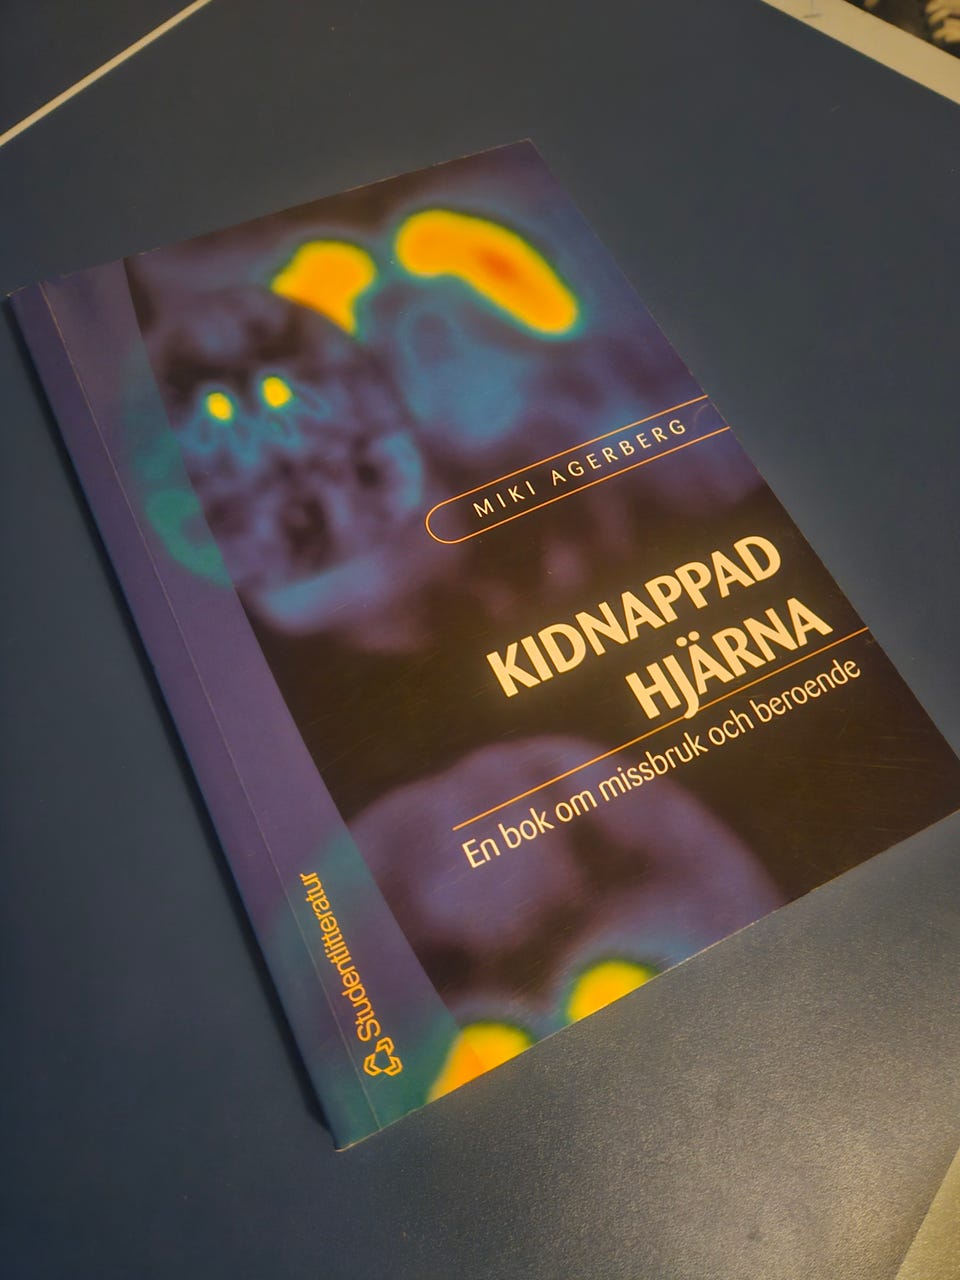 MIKI AGERBERG
KIDNAPPAD
HJÄRNA
En bok om missbruk och beroende
Studentlitteratur